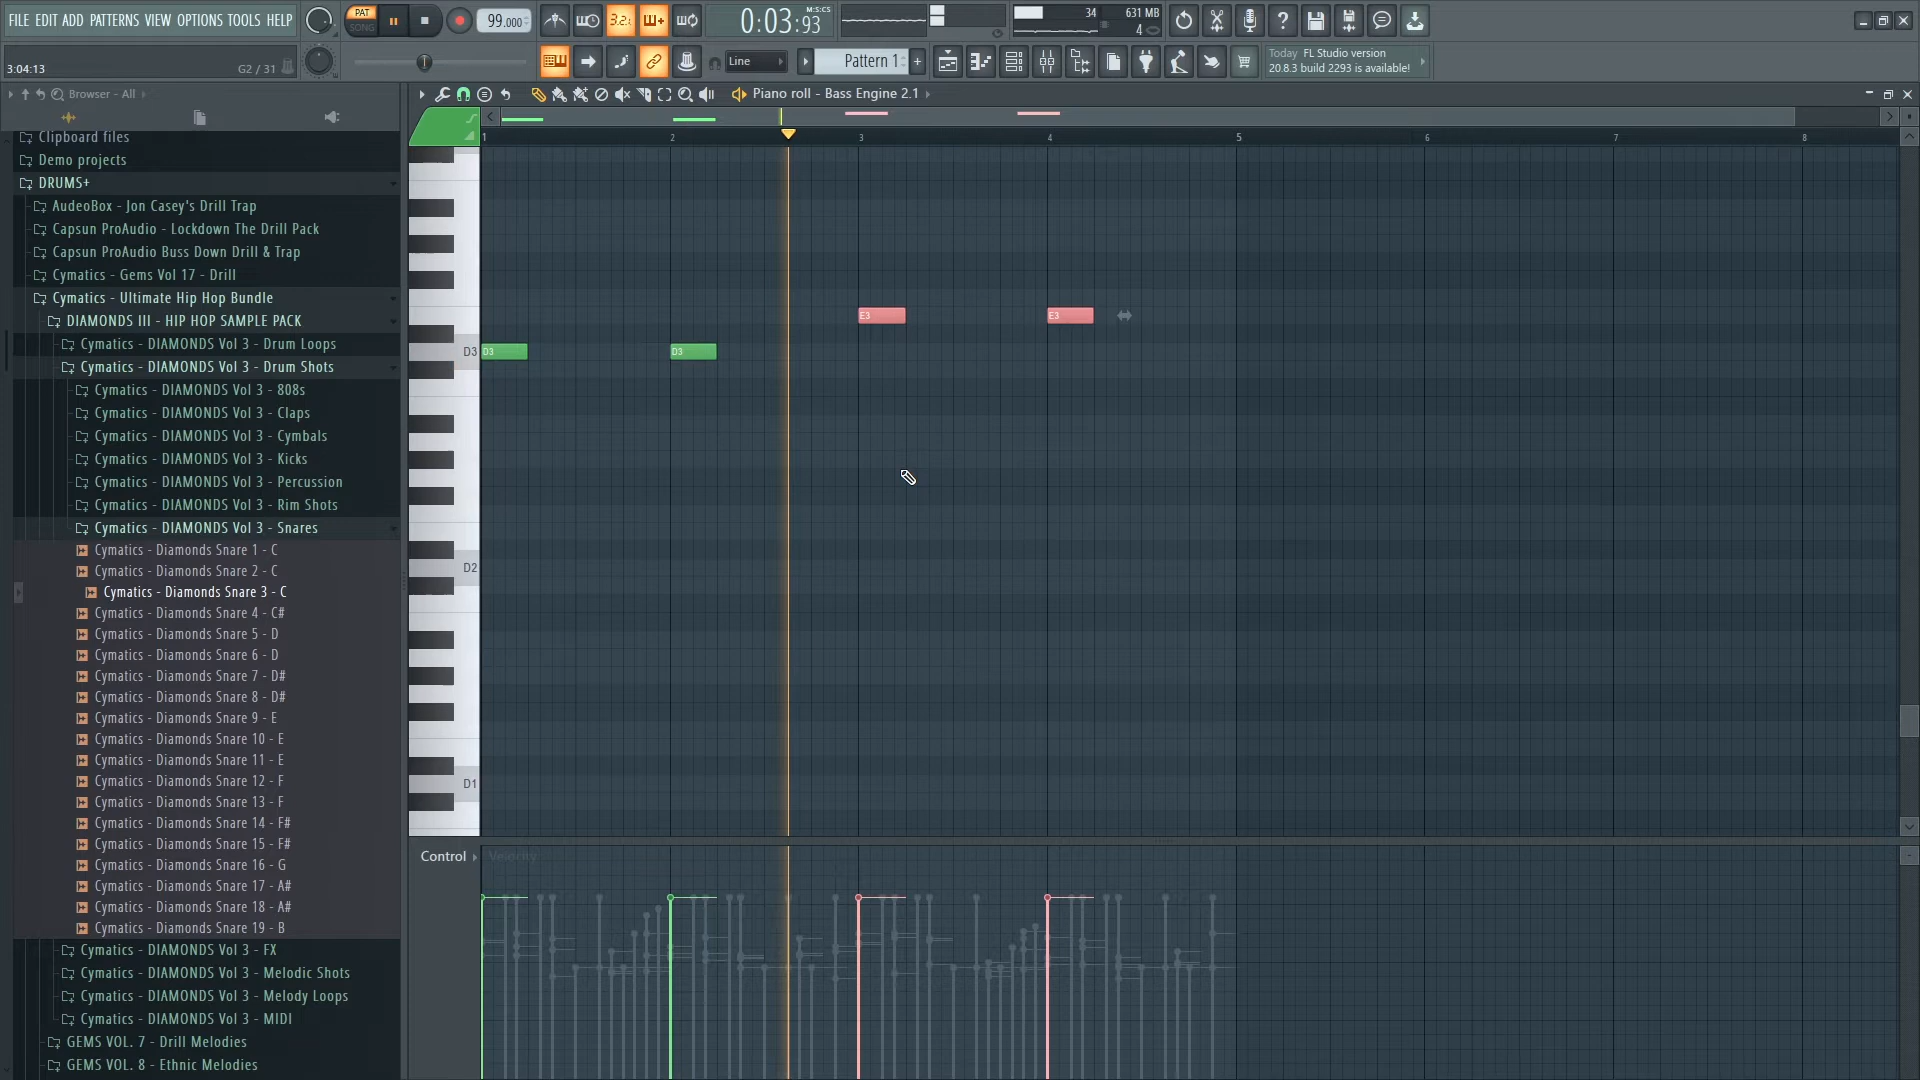 FILE EDIT ADD PATTERNS VIEW OPTIONS TOOLS HELP
PAT
SONG
99.000
3.2.
0:03:93
M:S:CS
34
631 MB
4
3:04:13
G2 / 31
Line
Pattern 1
Today FL Studio version
20.8.3 build 2293 is available!
Browser - All
Piano roll - Bass Engine 2.1
Clipboard files
Demo projects
DRUMS+
AudeoBox - Jon Casey's Drill Trap
Capsun ProAudio - Lockdown The Drill Pack
Capsun ProAudio Buss Down Drill & Trap
Cymatics - Gems Vol 17 - Drill
Cymatics - Ultimate Hip Hop Bundle
DIAMONDS III - HIP HOP SAMPLE PACK
Cymatics - DIAMONDS Vol 3 - Drum Loops
Cymatics - DIAMONDS Vol 3 - Drum Shots
Cymatics - DIAMONDS Vol 3 - 808s
Cymatics - DIAMONDS Vol 3 - Claps
Cymatics - DIAMONDS Vol 3 - Cymbals
Cymatics - DIAMONDS Vol 3 - Kicks
Cymatics - DIAMONDS Vol 3 - Percussion
Cymatics - DIAMONDS Vol 3 - Rim Shots
Cymatics - DIAMONDS Vol 3 - Snares
Cymatics - Diamonds Snare 1 - C
Cymatics - Diamonds Snare 2 - C
Cymatics - Diamonds Snare 3 - C
Cymatics - Diamonds Snare 4 - C#
Cymatics - Diamonds Snare 5 - D
Cymatics - Diamonds Snare 6 - D
Cymatics - Diamonds Snare 7 - D#
Cymatics - Diamonds Snare 8 - D#
Cymatics - Diamonds Snare 9 - E
Cymatics - Diamonds Snare 10 - E
Cymatics - Diamonds Snare 11 - E
Cymatics - Diamonds Snare 12 - F
Cymatics - Diamonds Snare 13 - F
Cymatics - Diamonds Snare 14 - F#
Cymatics - Diamonds Snare 15 - F#
Cymatics - Diamonds Snare 16 - G
Cymatics - Diamonds Snare 17 - A#
Cymatics - Diamonds Snare 18 - A#
Cymatics - Diamonds Snare 19 - B
Cymatics - DIAMONDS Vol 3 - FX
Cymatics - DIAMONDS Vol 3 - Melodic Shots
Cymatics - DIAMONDS Vol 3 - Melody Loops
Cymatics - DIAMONDS Vol 3 - MIDI
GEMS VOL. 7 - Drill Melodies
GEMS VOL. 8 - Ethnic Melodies
1 2 3 4 5 6 7 8
E3 E3
D3 D3 D3
D2
D1
Control
Velocity